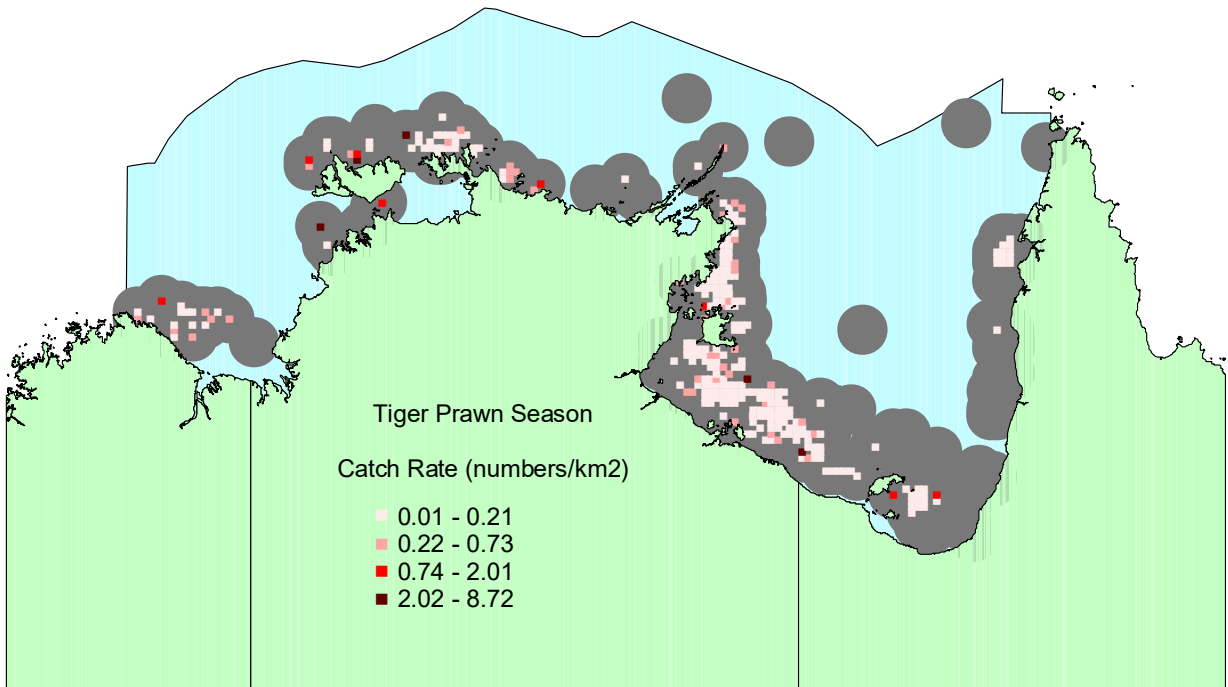 Tiger Prawn Season
Catch Rate (numbers/km2)
0.01 - 0.21
0.22 - 0.73
0.74 - 2.01
2.02 - 8.72